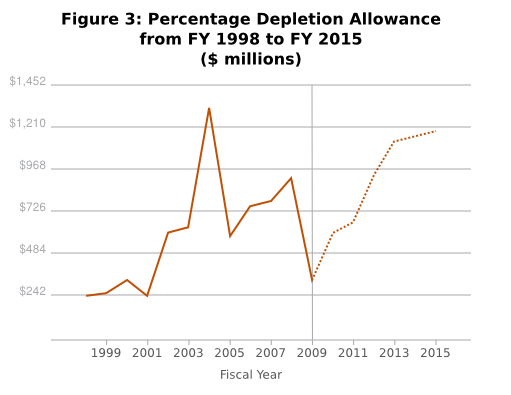 Figure 3: Percentage Depletion Allowance
from FY 1998 to FY 2015
($ millions)
$1,452
$1,210
$968
$726
$484
$242
1999 2001 2003 2005 2007 2009 2011 2013 2015
Fiscal Year